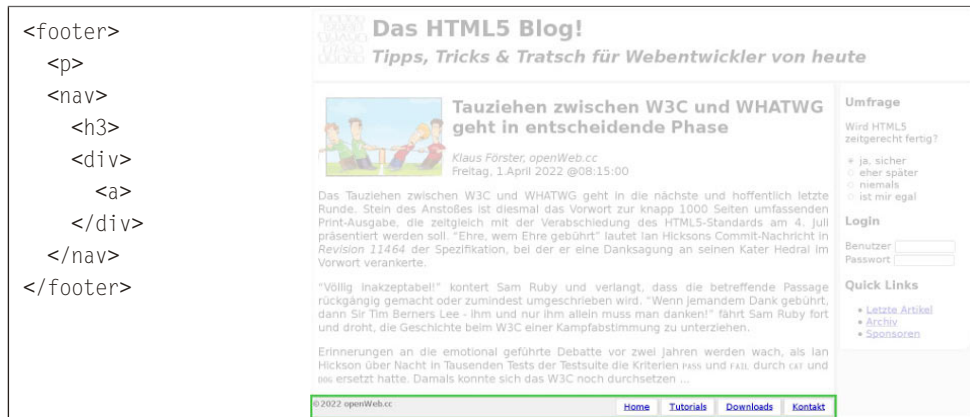 <footer>
<p>
<nav>
<h3>
<div>
<a>
</div>
</nav>
</footer>
Das HTML5 Blog!
Tipps, Tricks & Tratsch für Webentwickler von heute
Tauziehen zwischen W3C und WHATWG
geht in entscheidende Phase
Klaus Förster, openWeb.cc
Freitag, 1.April 2022 @08:15:00
Das Tauziehen zwischen W3C und WHATWG geht in die nächste und hoffentlich letzte
Runde. Stein des Anstoßes ist diesmal das Vorwort zur knapp 1000 Seiten umfassenden
Print-Ausgabe, die zeitgleich mit der Verabschiedung des HTML5-Standards am 4. Juli
präsentiert werden soll. "Ehre, wem Ehre gebührt" lautet Ian Hicksons Commit-Nachricht in
Revision 11464 der Spezifikation, bei der er eine Danksagung an seinen Kater Hedral im
Vorwort verankerte.
"Völlig inakzeptabel!" kontert Sam Ruby und verlangt, dass die betreffende Passage
rückgängig gemacht oder zumindest umgeschrieben wird. "Wenn jemandem Dank gebührt,
dann Sir Tim Berners Lee - ihm und nur ihm allein muss man danken!" fährt Sam Ruby fort
und droht, die Geschichte beim W3C einer Kampfabstimmung zu unterziehen.
Erinnerungen an die emotional geführte Debatte vor zwei Jahren werden wach, als Ian
Hickson über Nacht in Tausenden Tests der Testsuite die Kriterien PASS und FAIL durch CAT und
DOG ersetzt hatte. Damals konnte sich das W3C noch durchsetzen ...
Umfrage
Wird HTML5
zeitgerecht fertig?
ja, sicher
eher später
niemals
ist mir egal
Login
Benutzer
Passwort
Quick Links
Letzte Artikel
Archiv
Sponsoren
©2022 openWeb.cc
Home Tutorials Downloads Kontakt